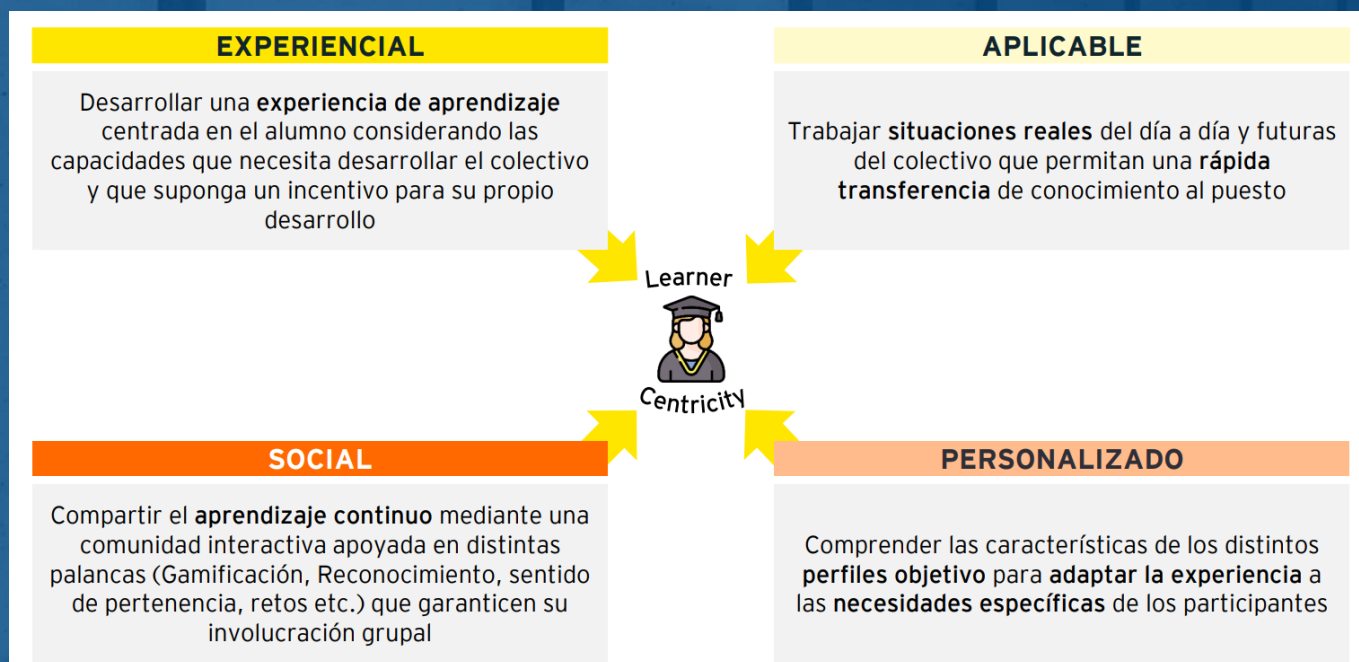 EXPERIENCIAL
Desarrollar una experiencia de aprendizaje
centrada en el alumno considerando las
capacidades que necesita desarrollar el colectivo
y que suponga un incentivo para su propio
desarrollo
APLICABLE
Trabajar situaciones reales del día a día y futuras
del colectivo que permitan una rápida
transferencia de conocimiento al puesto
Learner
Centricity
SOCIAL
Compartir el aprendizaje continuo mediante una
comunidad interactiva apoyada en distintas
palancas (Gamificación, Reconocimiento, sentido
de pertenencia, retos etc.) que garanticen su
involucración grupal
PERSONALIZADO
Comprender las características de los distintos
perfiles objetivo para adaptar la experiencia a
las necesidades específicas de los participantes